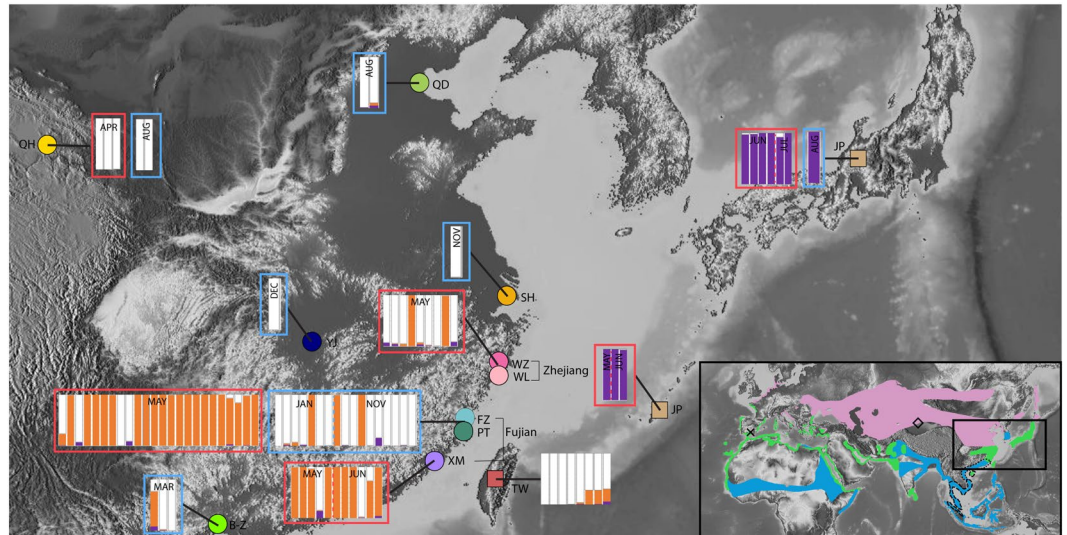 AUG
QD
QH
APR
AUG
JUN
JUL
AUG
JP
NOV
SH
DEC
YJ
MAY
WZ
WL
Zhejiang
MAY
JUN
JP
MAY
JAN
NOV
FZ
PT
Fujian
XM
MAY
JUN
TW
MAR
B-Z